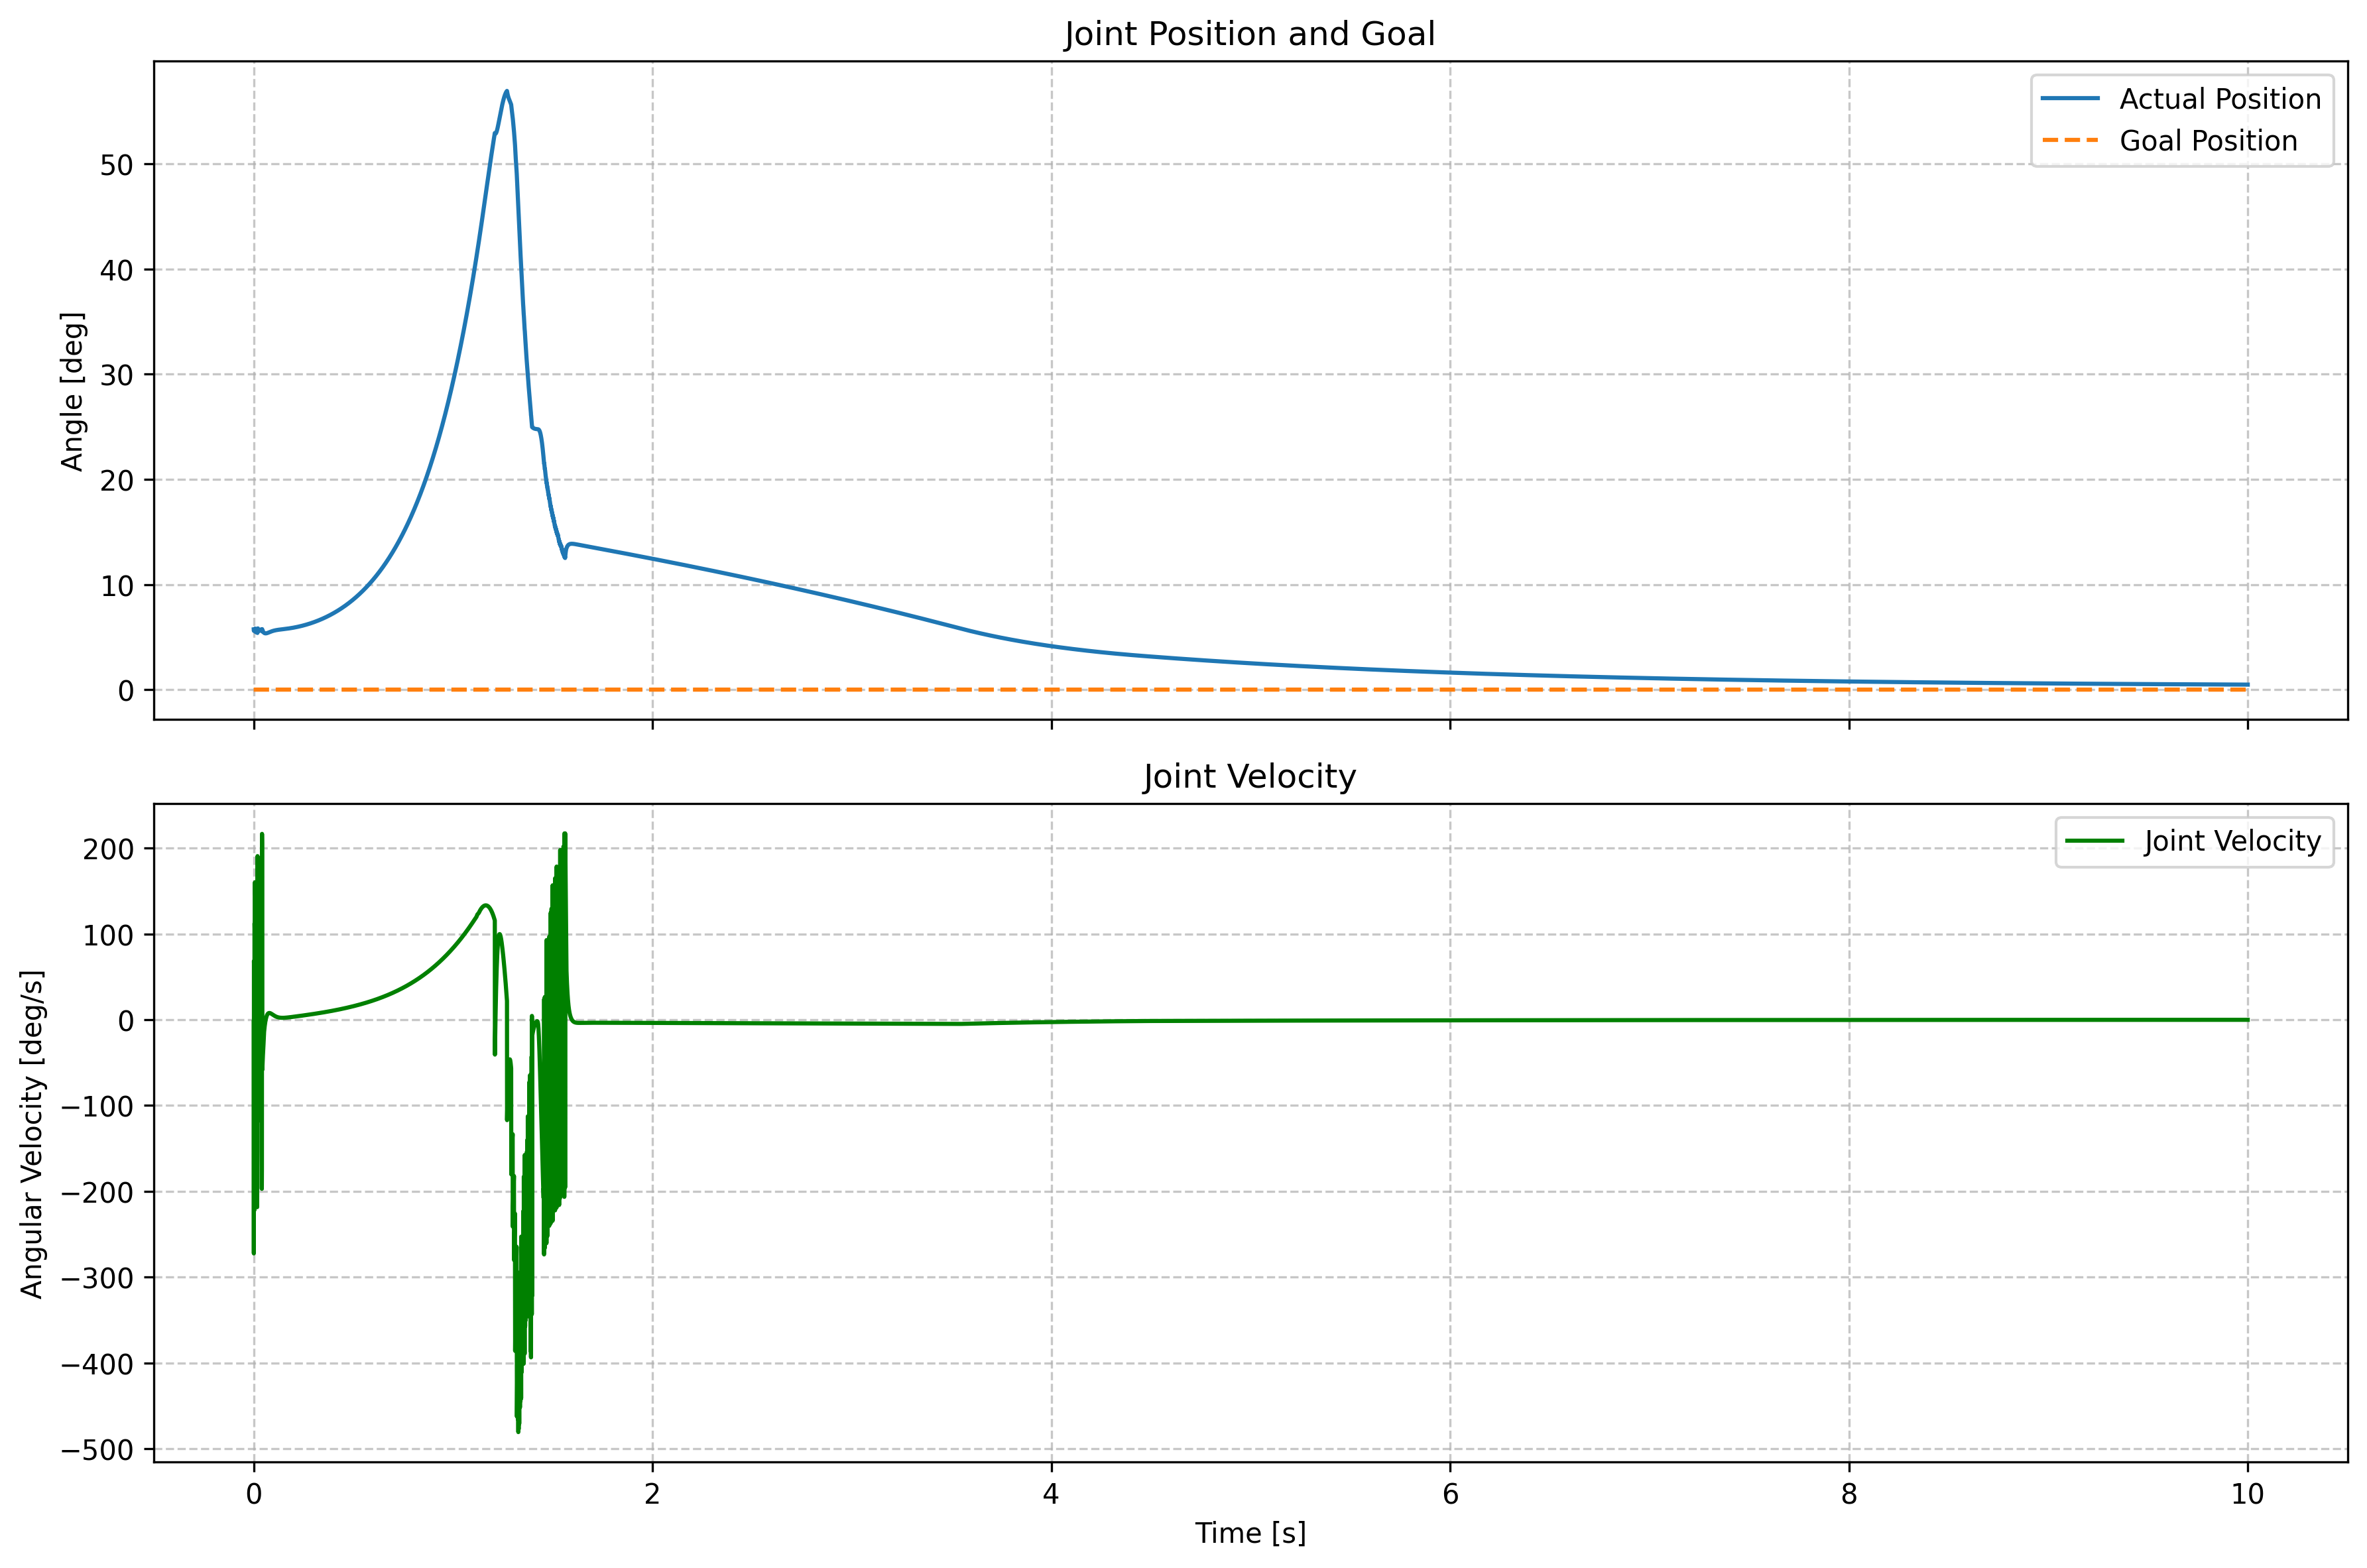 Joint Position and Goal
Actual Position
Goal Position
50
40
30
20
10
0
Angle [deg]
Joint Velocity
Joint Velocity
200
100
0
−100
−200
−300
−400
−500
Angular Velocity [deg/s]
0 2 4 6 8 10
Time [s]